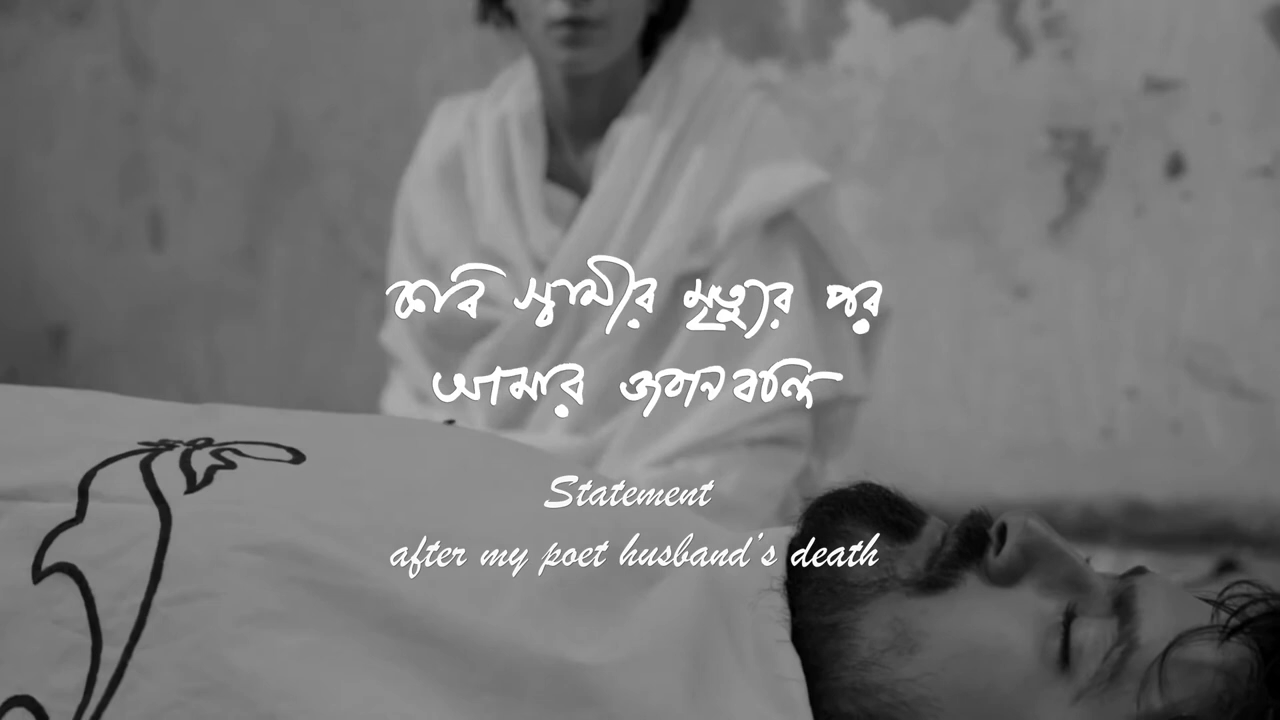 কবি স্বামীর মৃত্যুর পর
আমার জবানবন্দি
Statement
after my poet husband's death